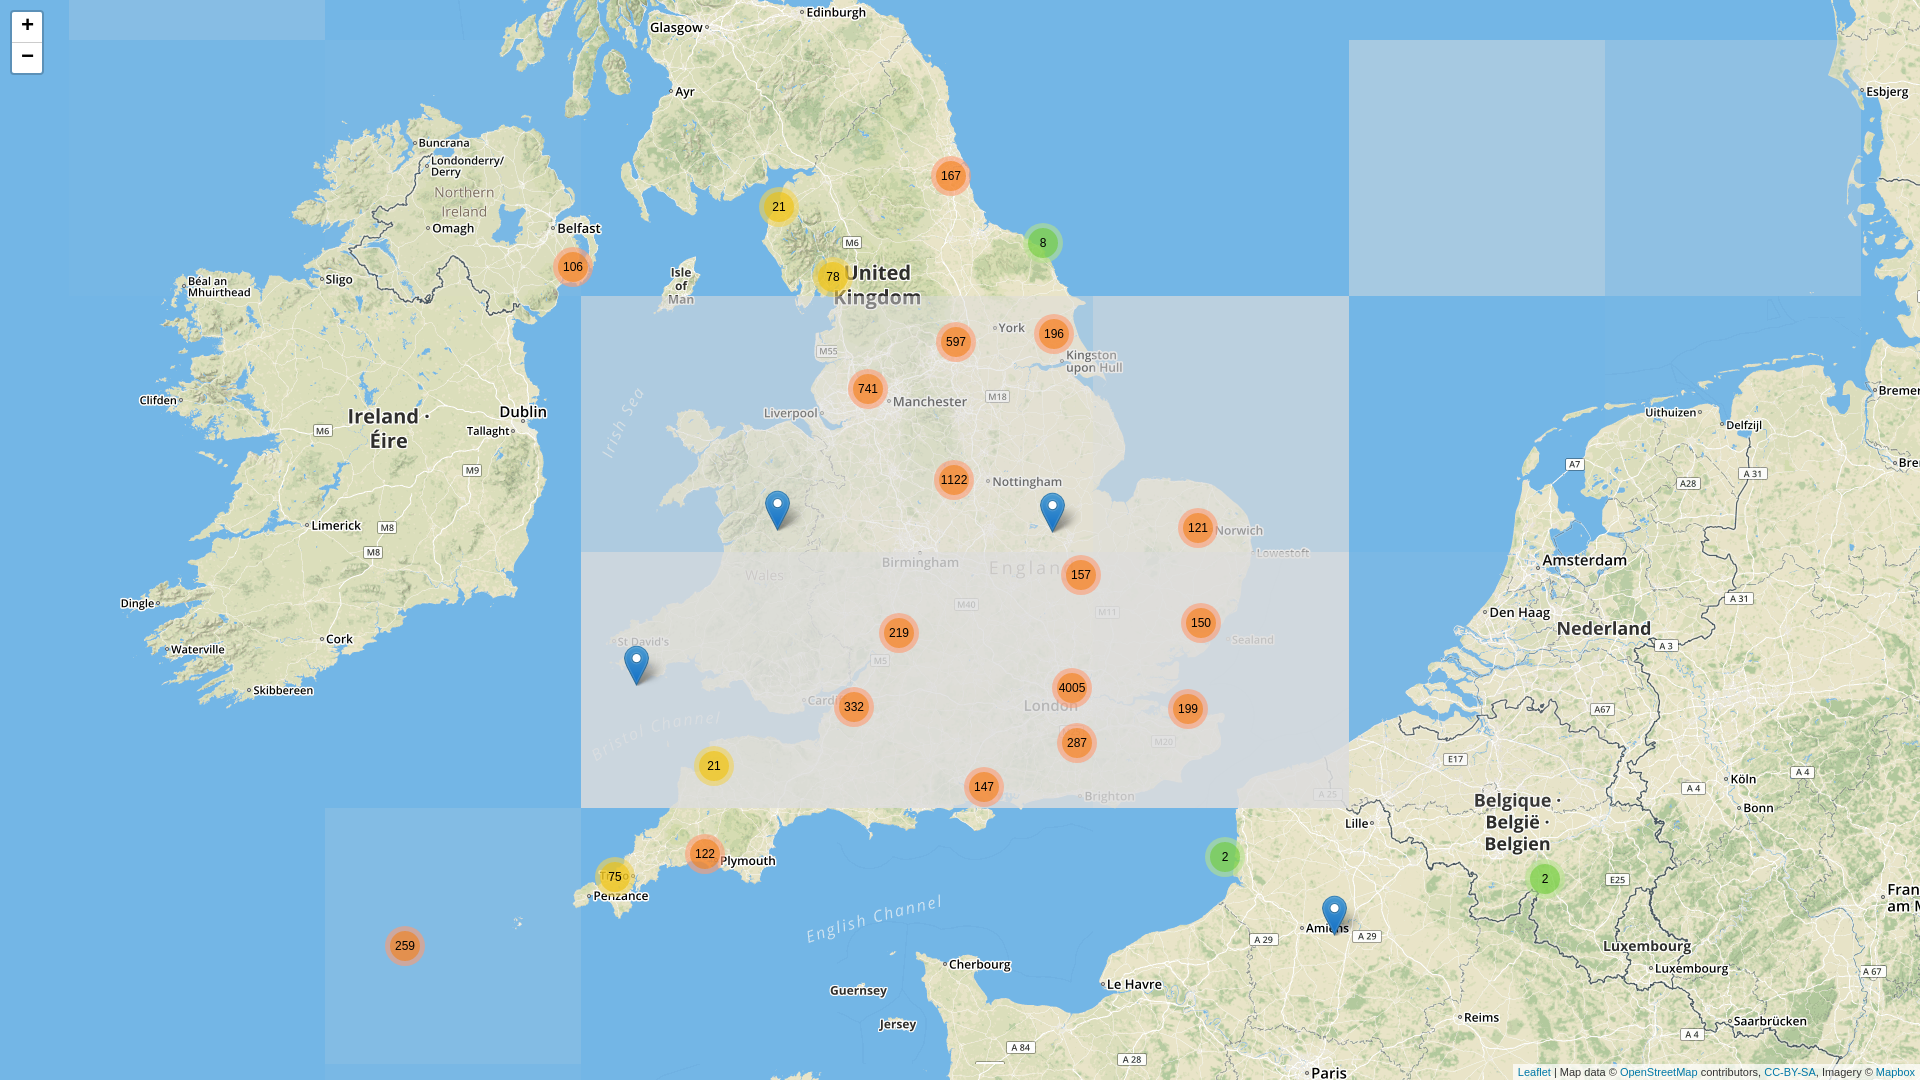 +
−
Glasgow
Edinburgh
Ayr
Esbjerg
Buncrana
Londonderry/
Derry
Northern
Ireland
Omagh
Belfast
167
21
8
106
M6
78
United
Kingdom
Isle
of
Man
Béal an
Mhuirthead
Sligo
York
196
597
M55
Kingston
upon Hull
741
Manchester
M18
Liverpool
Irish Sea
Clifden
Ireland ·
Éire
Dublin
Tallaght
M6
M9
Uithuizen
Delfzijl
A7
A 31
A28
1122
Nottingham
121
Norwich
Lowestoft
Limerick
M8
M8
Birmingham
Wales
157
Amsterdam
A 31
M40
M11
Dingle
Cork
Waterville
Skibbereen
St David's
219
150
Sealand
M5
Den Haag
Nederland
A 3
4005
London
199
332
287
M20
Bristol Channel
A67
E17
21
147
Brighton
A 25
Köln
A 4
A 4
Bonn
Belgique ·
België ·
Belgien
Lille
122
Plymouth
75
Penzance
2
2
E25
259
English Channel
A 29
A 29
Luxembourg
Luxembourg
A 67
Cherbourg
Guernsey
Le Havre
Jersey
Reims
Saarbrücken
A 4
A 84
A 28
Paris
Leaflet | Map data © OpenStreetMap contributors, CC-BY-SA, Imagery © Mapbox